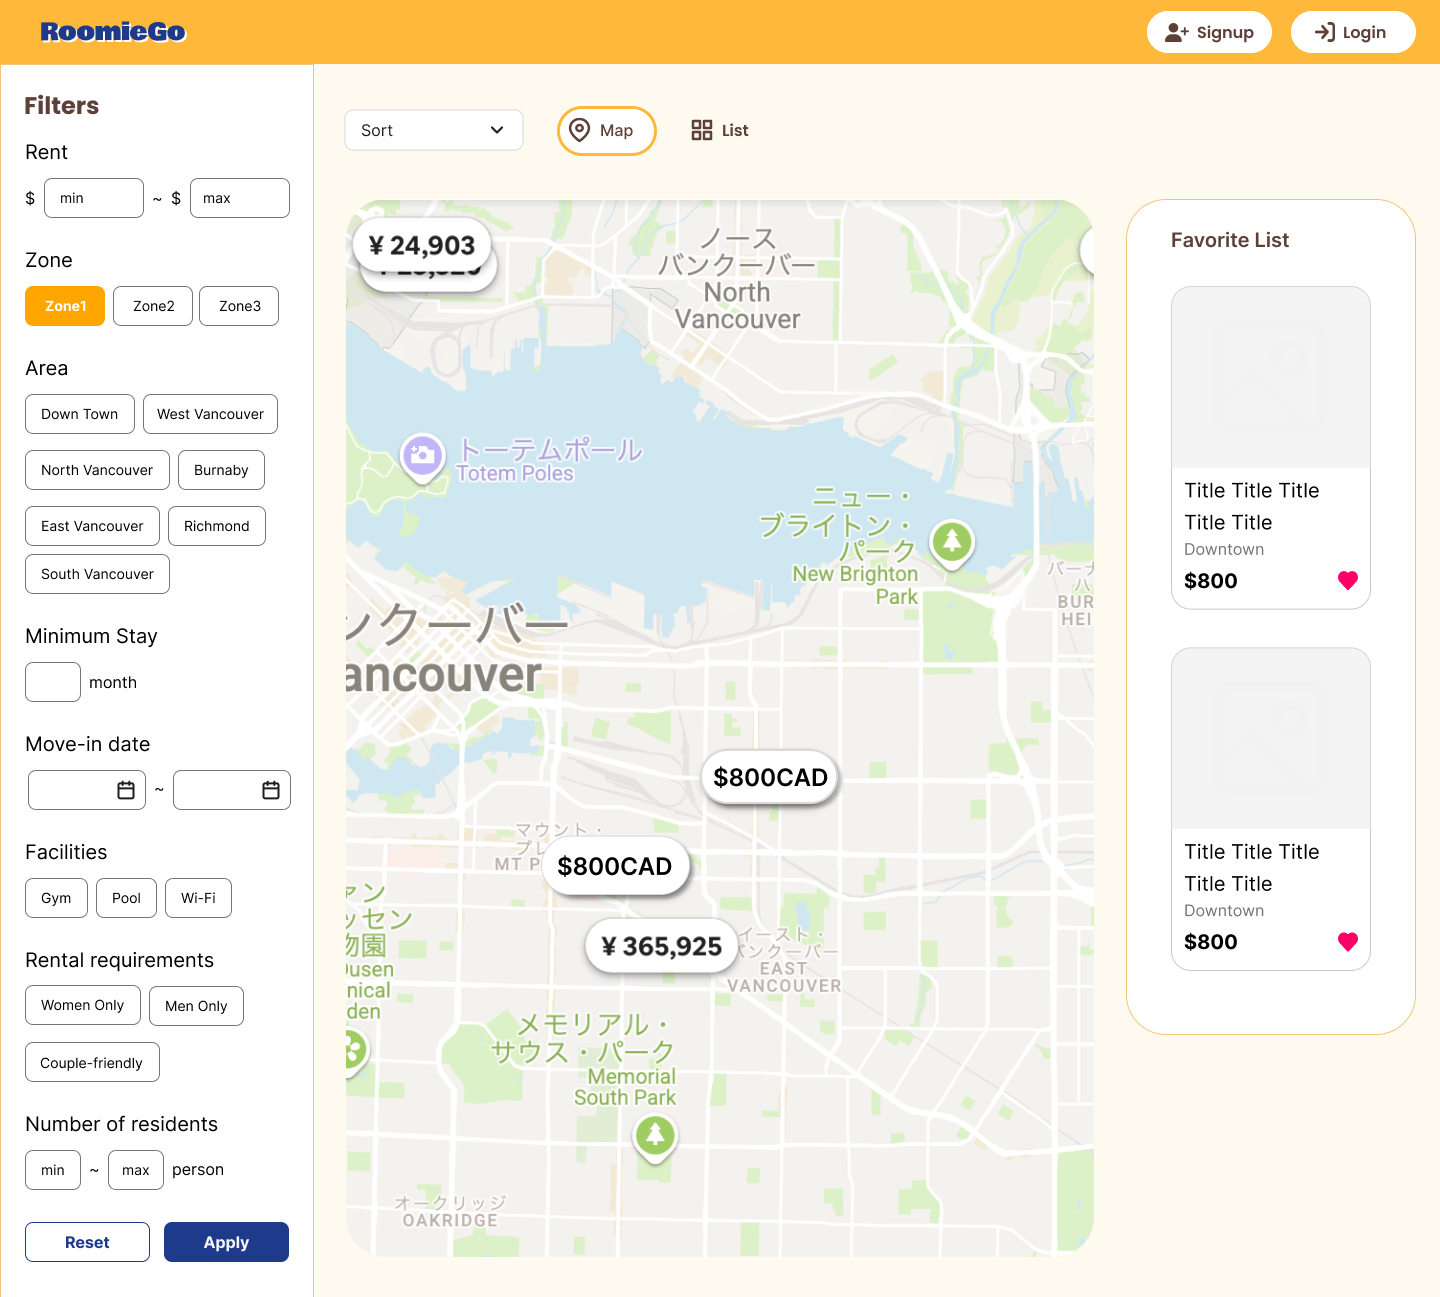 RoomieGo
Signup
Login
Filters
Rent
$ min ~ $ max
Zone
Zone1 Zone2 Zone3
Area
Down Town West Vancouver
North Vancouver Burnaby
East Vancouver Richmond
South Vancouver
Minimum Stay
month
Move-in date
~
Facilities
Gym Pool Wi-Fi
Rental requirements
Women Only Men Only
Couple-friendly
Number of residents
min ~ max person
Reset Apply
Sort
Map
List
¥ 24,903
ノース
バンクーバー
North
Vancouver
トーテムポール
Totem Poles
ニュー・
ブライトン・
パーク
New Brighton
Park
バーナ
ハ
BUR
HEI
ンクーバー
ancouver
$800CAD
マウント・
プレ
MT P
$800CAD
¥ 365,925
イースト・
バンクーバー
EAST
VANCOUVER
ァン
ッセン
物園
Dusen
nical
den
メモリアル・
サウス・パーク
Memorial
South Park
オークリッジ
OAKRIDGE
Favorite List
Title Title Title
Title Title
Downtown
$800
Title Title Title
Title Title
Downtown
$800